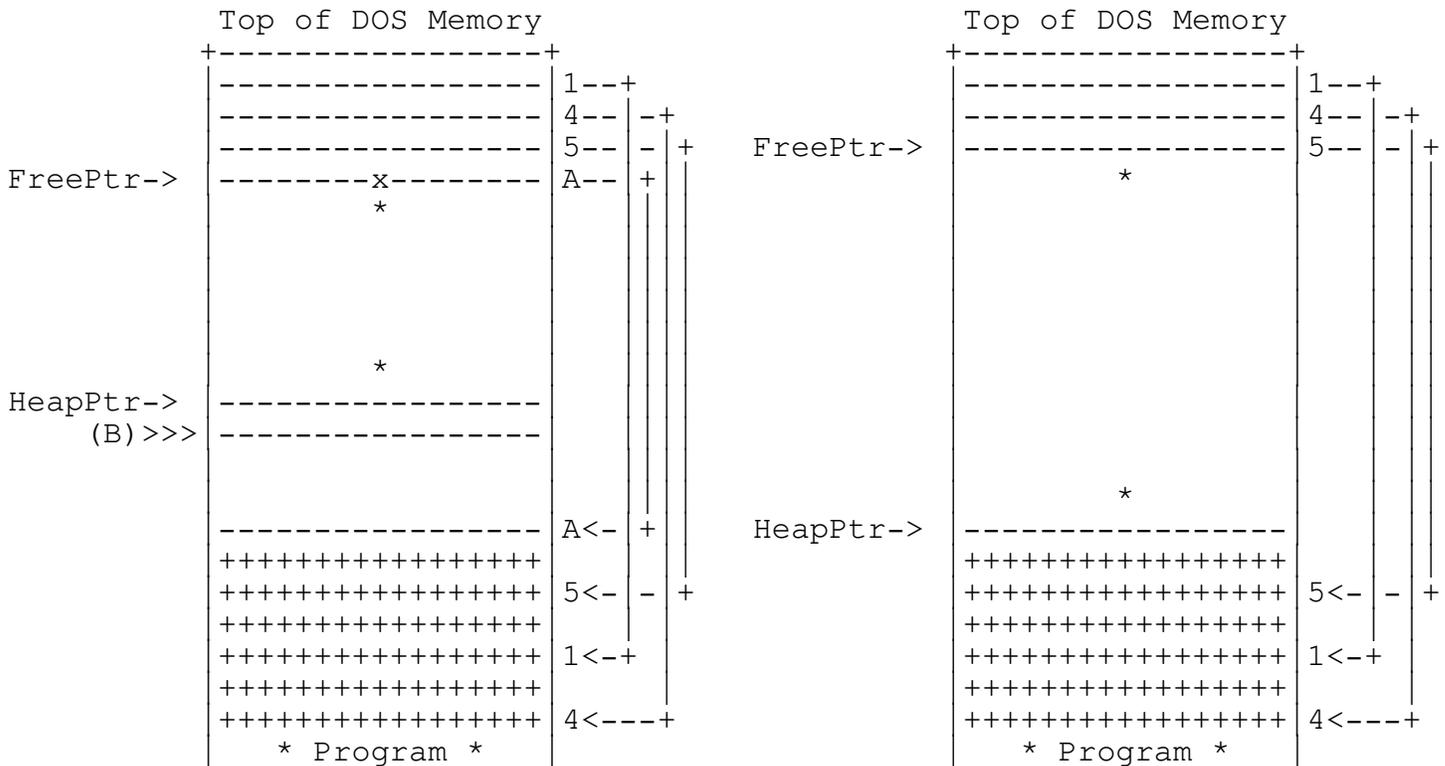 Top of DOS Memory                      Top of DOS Memory
      +-----------------+                    +-----------------+
      |-----------------| 1--+               |-----------------| 1--+
      |-----------------| 4-- -+             |-----------------| 4-- -+
      |-----------------| 5-- - +  FreePtr-> |-----------------| 5-- - +
FreePtr-> |--------x--------| A-- +              |        *        |
      |        *        |
      |        *        |
HeapPtr-> |-----------------|
(B)>>>|-----------------|
      |                 |                    |        *        |
      |-----------------| A<- +    HeapPtr-> |-----------------|
      |+++++++++++++++++|                    |+++++++++++++++++|
      |+++++++++++++++++| 5<- - +            |+++++++++++++++++| 5<- - +
      |+++++++++++++++++|                    |+++++++++++++++++|
      |+++++++++++++++++| 1<-+               |+++++++++++++++++| 1<-+
      |+++++++++++++++++|                    |+++++++++++++++++|
      |+++++++++++++++++| 4<---+             |+++++++++++++++++| 4<---+
      |   * Program *   |                    |   * Program *   |